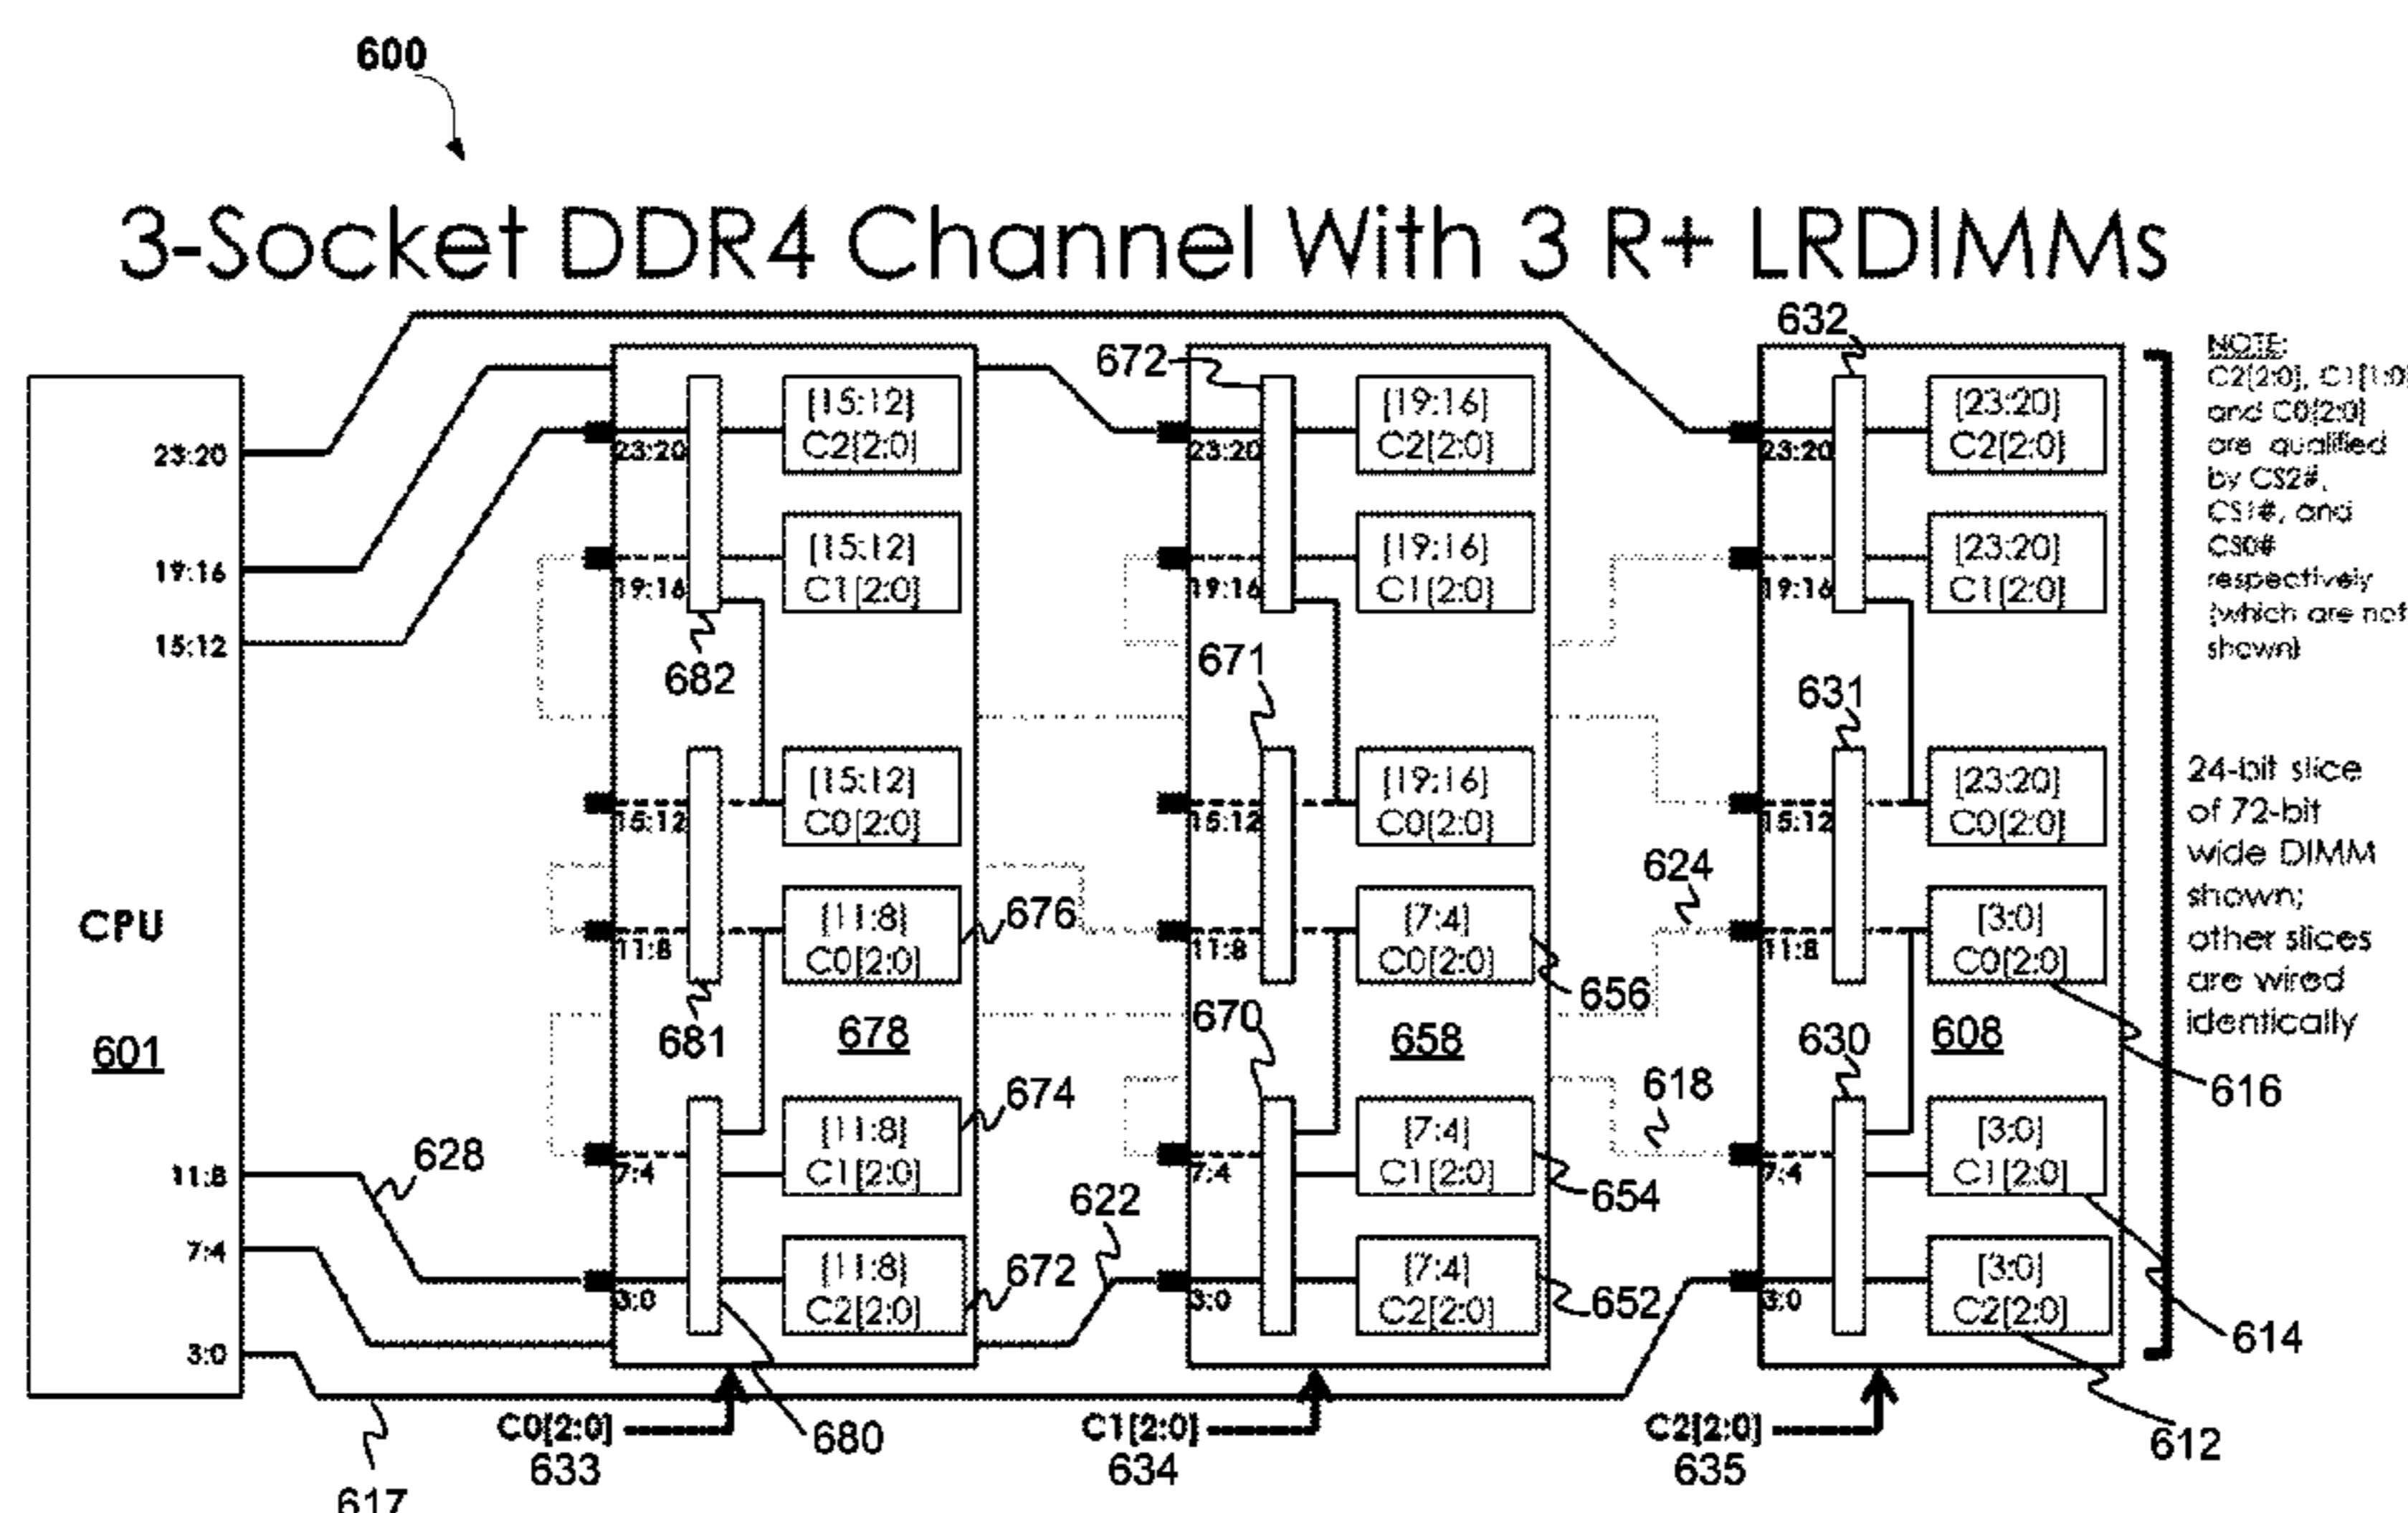 600
3-Socket DDR4 Channel With 3 R+ LRDIMMs
CPU
601
23:20
19:16
15:12
11:8
7:4
3:0
628
617
23:20
19:16
15:12
11:8
7:4
3:0
[15:12]
C2[2:0]
[15:12]
C1[2:0]
682
[15:12]
C0[2:0]
[11:8]
C0[2:0]
676
681
678
[11:8]
C1[2:0]
674
[11:8]
C2[2:0]
672
680
C0[2:0]
633
672
23:20
19:16
15:12
11:8
7:4
3:0
[19:16]
C2[2:0]
[19:16]
C1[2:0]
671
[19:16]
C0[2:0]
[7:4]
C0[2:0]
656
670
658
[7:4]
C1[2:0]
654
622
[7:4]
C2[2:0]
652
C1[2:0]
634
632
23:20
19:16
15:12
11:8
7:4
3:0
[23:20]
C2[2:0]
[23:20]
C1[2:0]
631
[23:20]
C0[2:0]
624
[3:0]
C0[2:0]
616
630
608
618
[3:0]
C1[2:0]
614
[3:0]
C2[2:0]
612
C2[2:0]
635
NOTE:
C2[2:0], C1[1:0]
and C0[2:0]
are qualified
by CS2#,
CS1#, and
CS0#
respectively
(which are not
shown)
24-bit slice
of 72-bit
wide DIMM
shown;
other slices
are wired
identically